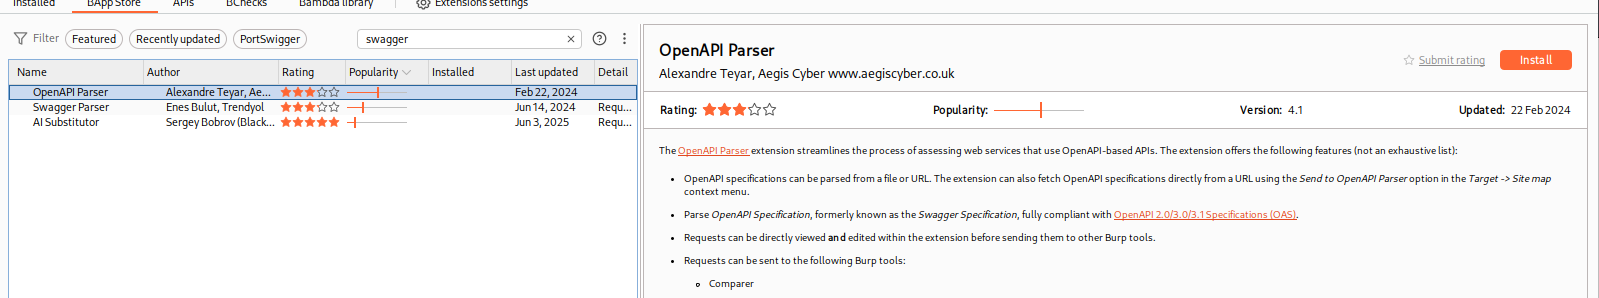 Installed BApp Store APIs BChecks Bambda library Extensions settings
Filter Featured Recently updated PortSwigger swagger
Name Author Rating Popularity Installed Last updated Detail
OpenAPI Parser Alexandre Teyar, Ae... Feb 22, 2024
Swagger Parser Enes Bulut, Trendyol Jun 14, 2024 Requ...
AI Substitutor Sergey Bobrov (Black... Jun 3, 2025 Requ...
OpenAPI Parser
Alexandre Teyar, Aegis Cyber www.aegiscyber.co.uk
Submit rating Install
Rating: Popularity: Version: 4.1 Updated: 22 Feb 2024
The OpenAPI Parser extension streamlines the process of assessing web services that use OpenAPI-based APIs. The extension offers the following features (not an exhaustive list):
• OpenAPI specifications can be parsed from a file or URL. The extension can also fetch OpenAPI specifications directly from a URL using the Send to OpenAPI Parser option in the Target -> Site map
context menu.
• Parse OpenAPI Specification, formerly known as the Swagger Specification, fully compliant with OpenAPI 2.0/3.0/3.1 Specifications (OAS).
• Requests can be directly viewed and edited within the extension before sending them to other Burp tools.
• Requests can be sent to the following Burp tools:
Comparer